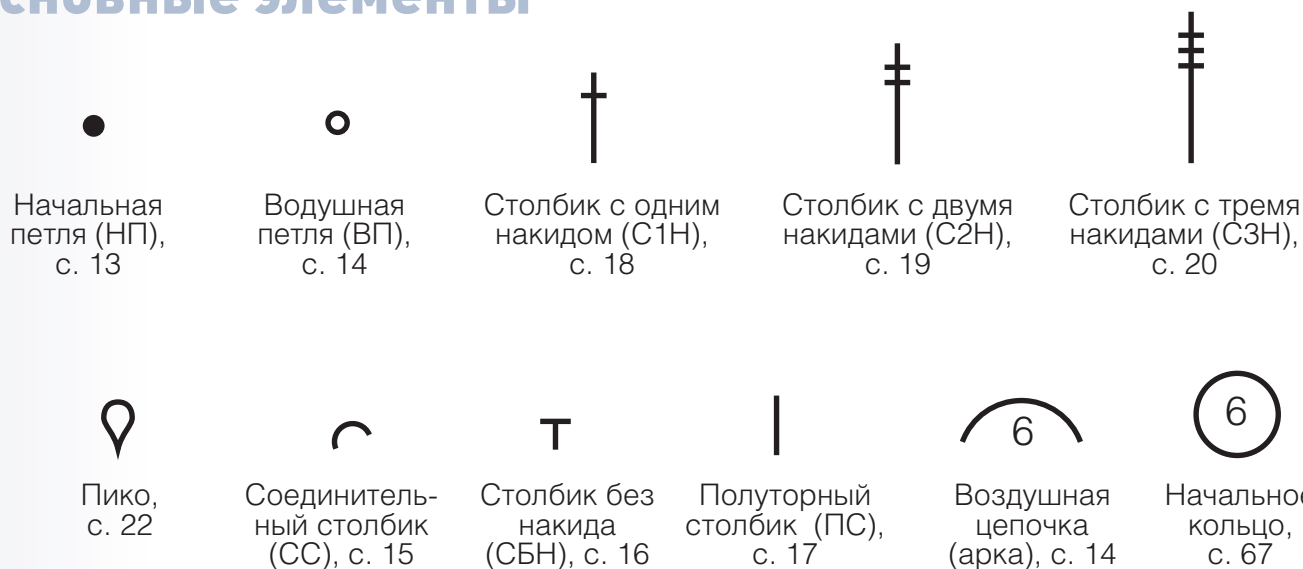 сновные элементы
Начальная
петля (НП),
с. 13
Водушная
петля (ВП),
с. 14
Столбик с одним
накидом (С1Н),
с. 18
Столбик с двумя
накидами (С2Н),
с. 19
Столбик с тремя
накидами (С3Н),
с. 20
Пико,
с. 22
Соединитель-
ный столбик
(СС), с. 15
Столбик без
накида
(СБН), с. 16
Полуторный
столбик (ПС),
с. 17
6
Воздушная
цепочка
(арка), с. 14
6
Начальное
кольцо,
с. 67